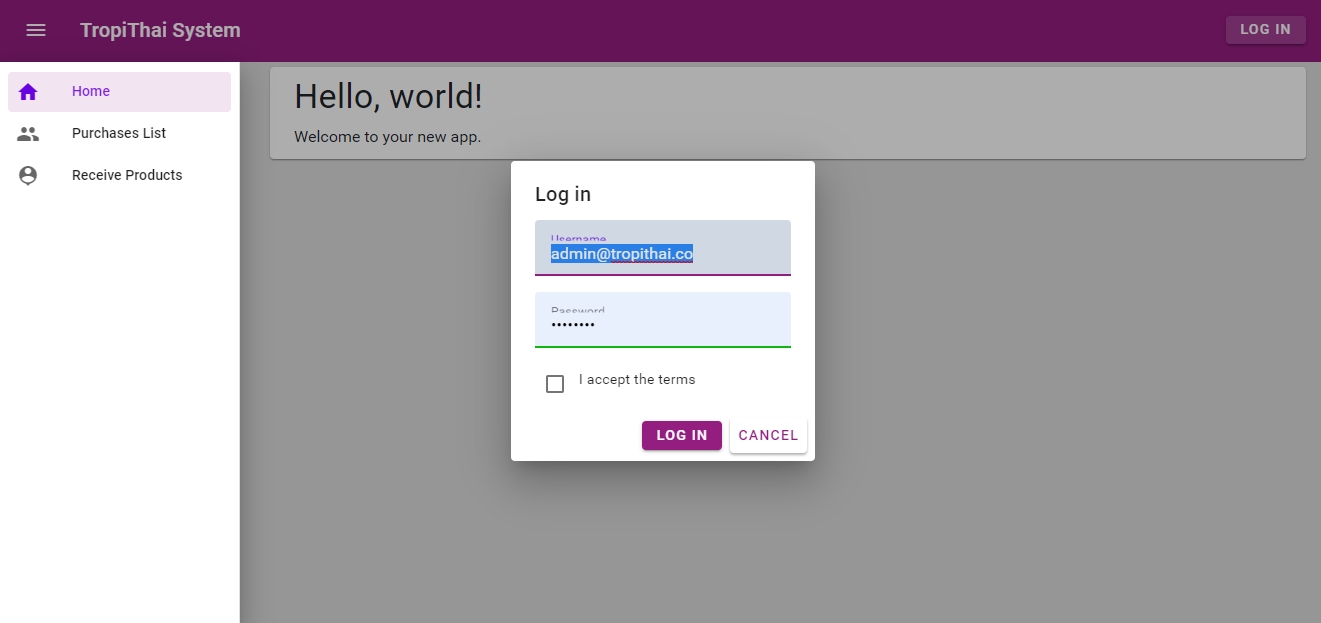 TropiThai System
LOG IN
Home
Purchases List
Receive Products
Hello, world!
Welcome to your new app.
Log in
Username
admin@tropithai.co
Password
••••••••
I accept the terms
LOG IN
CANCEL